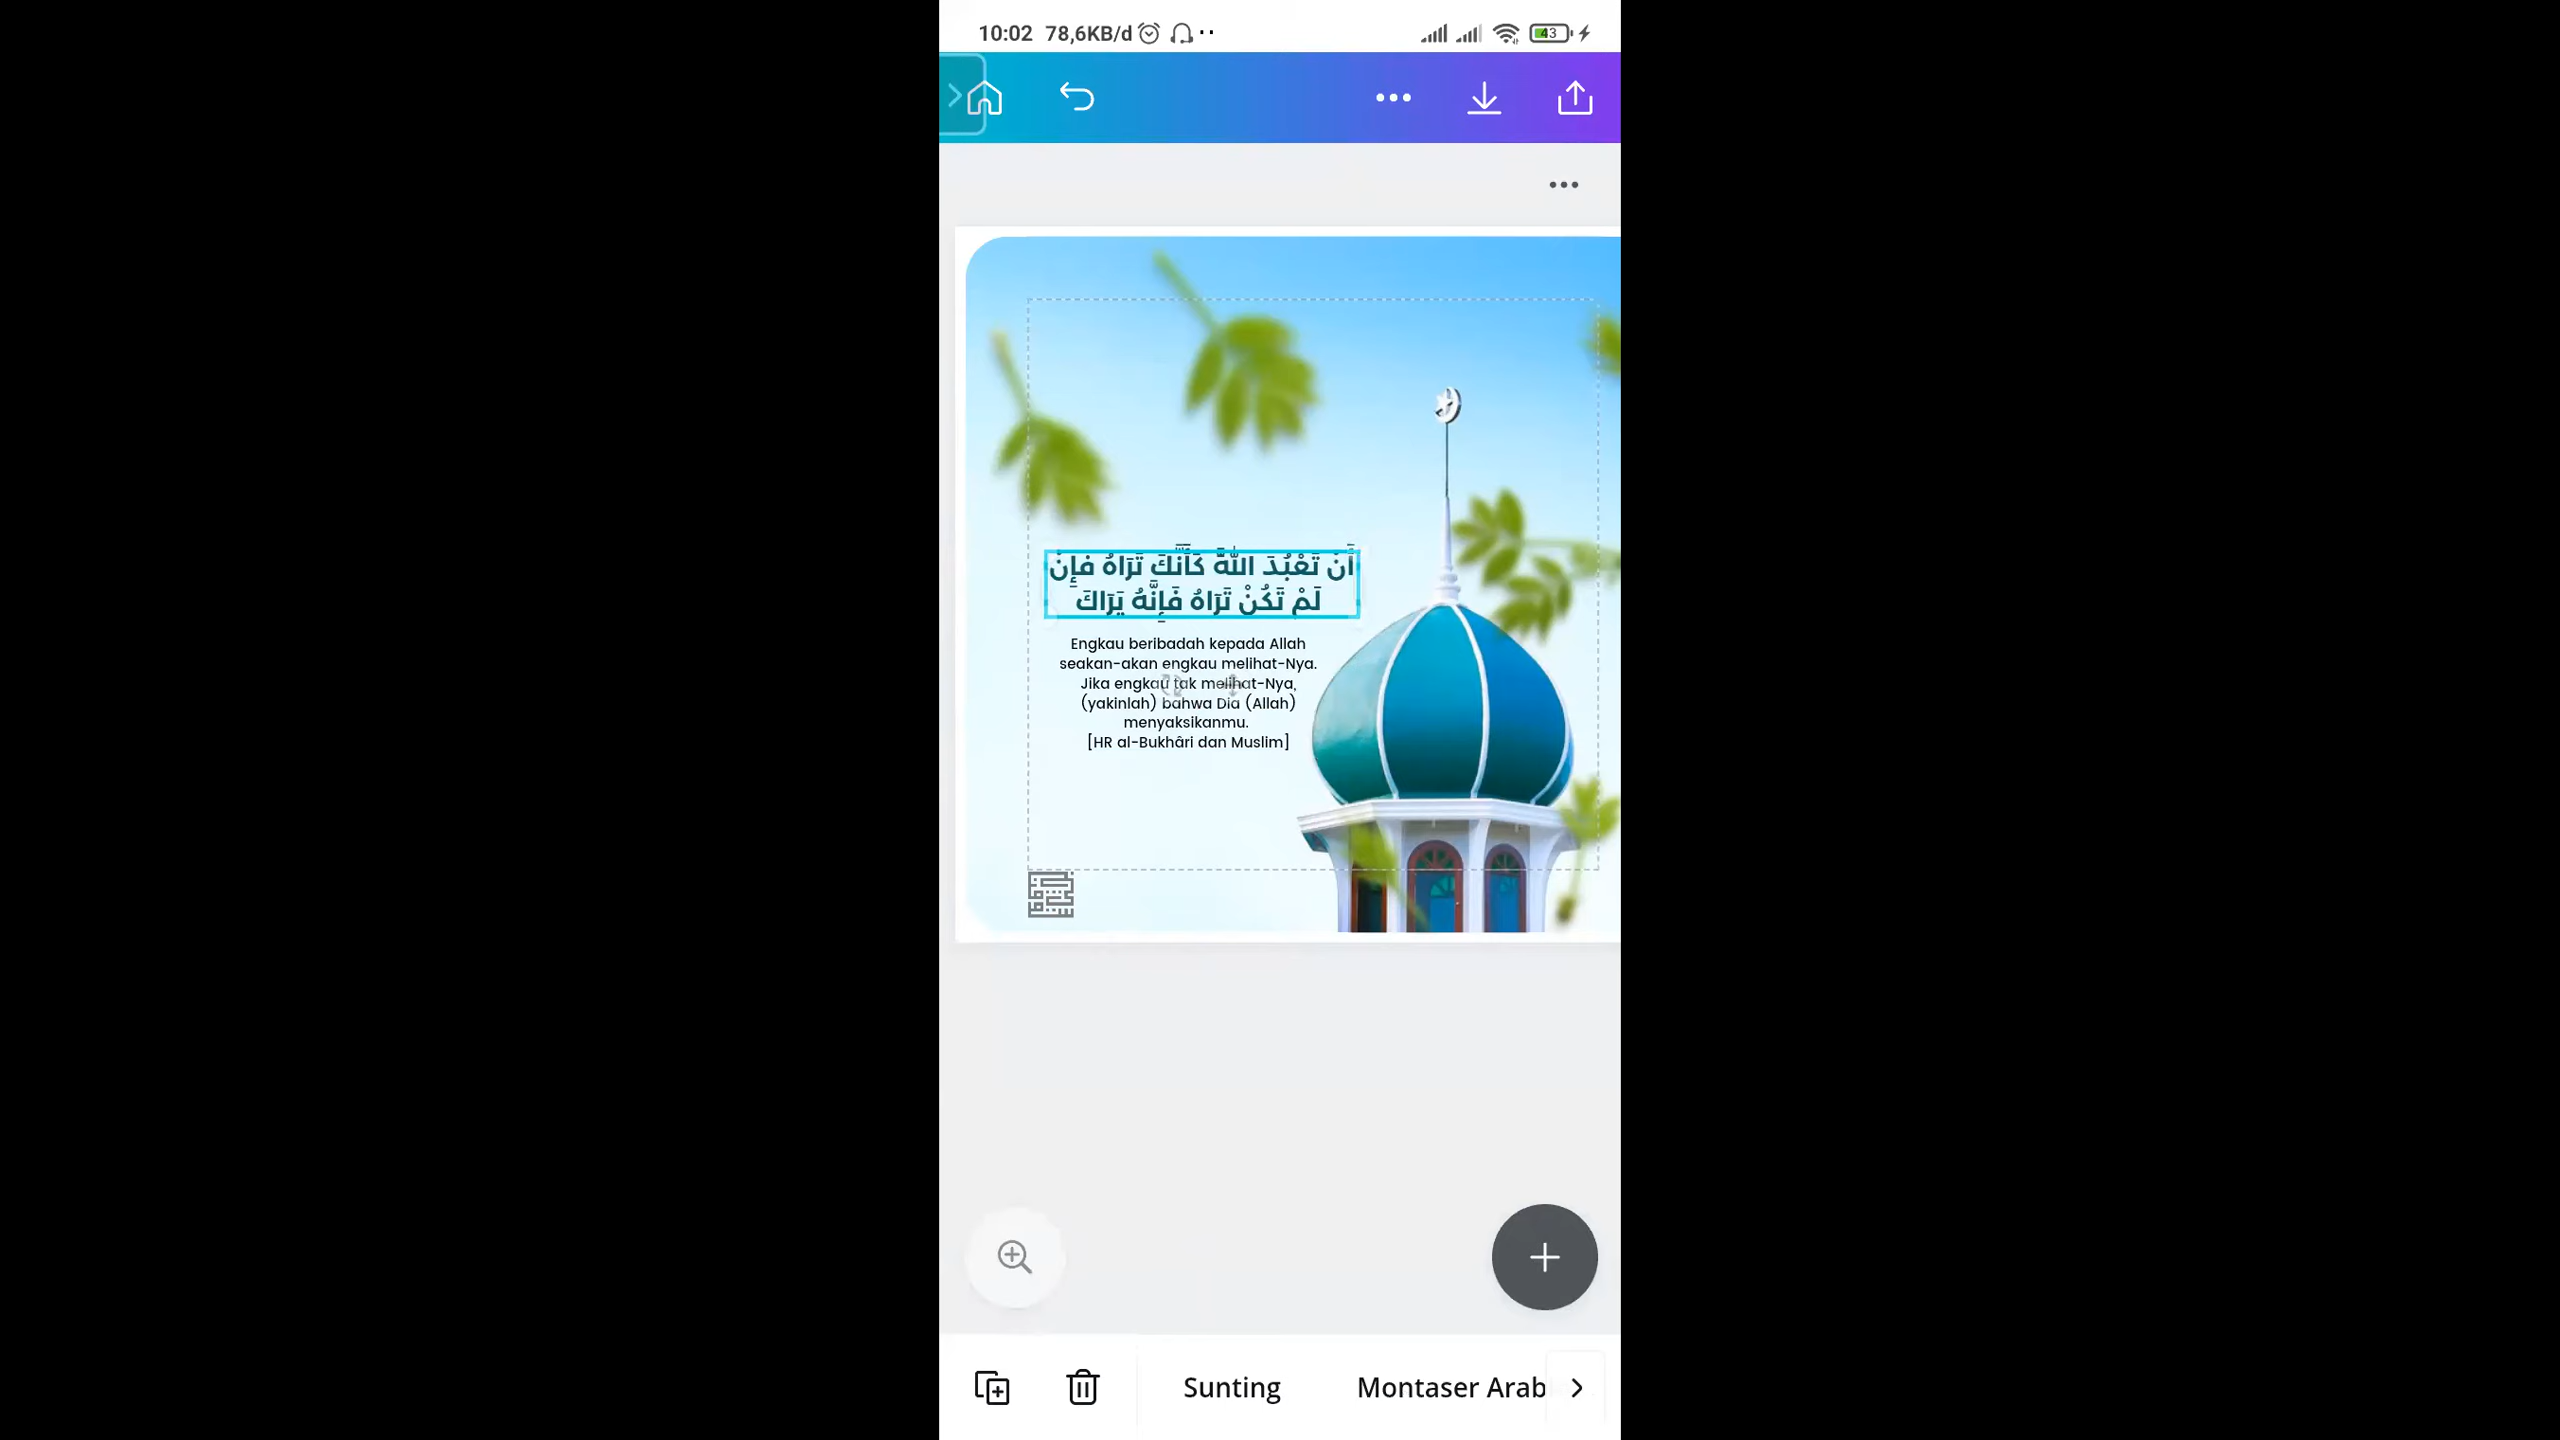 10:02 78,6KB/d
43
أَنْ تَعْبُدَ اللَّهَ كَأَنَّكَ تَرَاهُ فَإِنْ
لَمْ تَكُنْ تَرَاهُ فَإِنَّهُ يَرَاكَ
Engkau beribadah kepada Allah
seakan-akan engkau melihat-Nya.
Jika engkau tak melihat-Nya,
(yakinlah) bahwa Dia (Allah)
menyaksikanmu.
[HR al-Bukhâri dan Muslim]
Sunting Montaser Arab